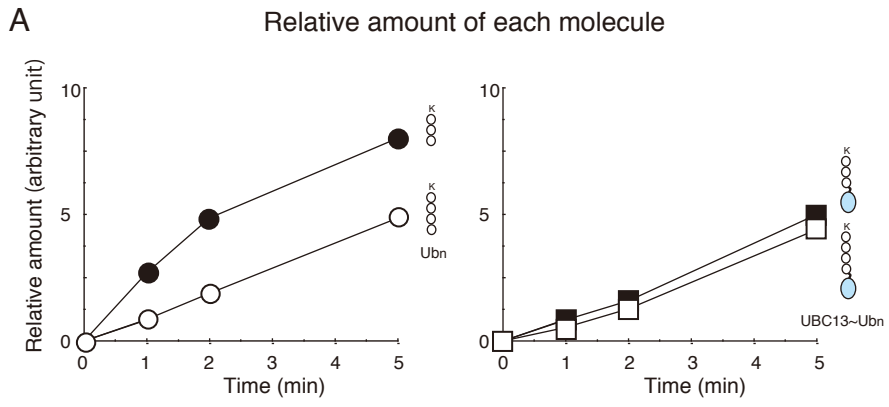 A
Relative amount of each molecule
Relative amount (arbitrary unit)
10
5
0
0
1
2
3
4
5
Time (min)
K
K
Ubn
10
5
0
0
1
2
3
4
5
Time (min)
K
K
UBC13~Ubn